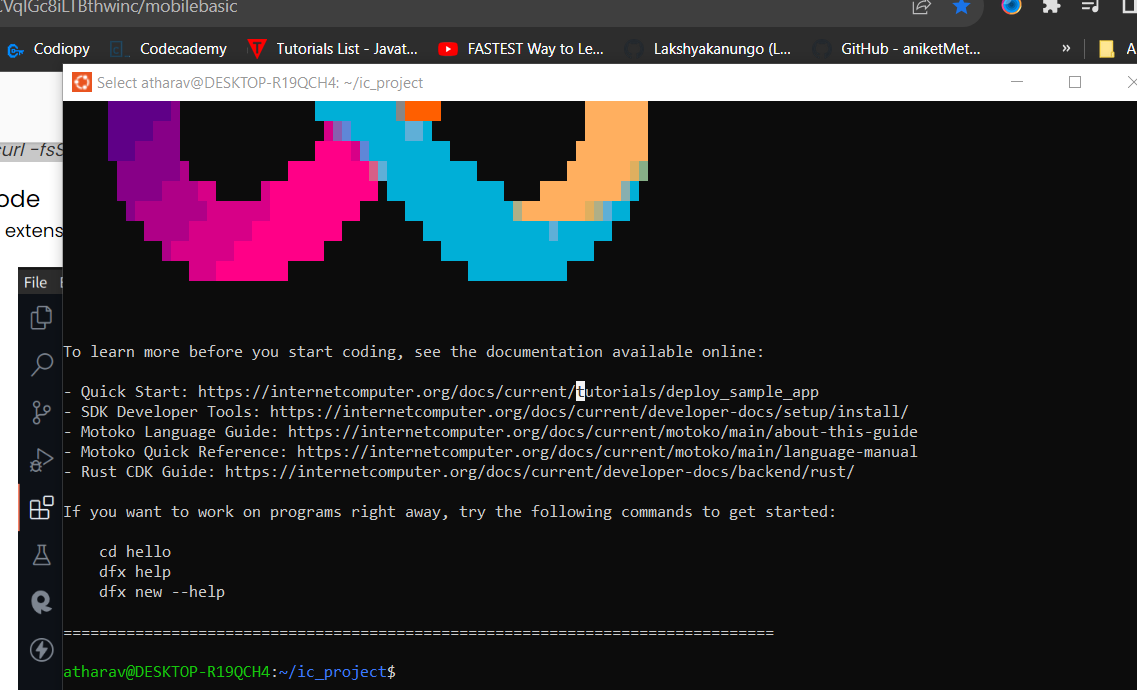 VqlGc8iLTBthwinc/mobilebasic
Codiopy Codecademy Tutorials List - Javat... FASTEST Way to Le... Lakshyakanungo (L... GitHub - aniketMet... » A
Select atharav@DESKTOP-R19QCH4: ~/ic_project
curl -fsS
ode
extens
File E
To learn more before you start coding, see the documentation available online:
- Quick Start: https://internetcomputer.org/docs/current/tutorials/deploy_sample_app
- SDK Developer Tools: https://internetcomputer.org/docs/current/developer-docs/setup/install/
- Motoko Language Guide: https://internetcomputer.org/docs/current/motoko/main/about-this-guide
- Motoko Quick Reference: https://internetcomputer.org/docs/current/motoko/main/language-manual
- Rust CDK Guide: https://internetcomputer.org/docs/current/developer-docs/backend/rust/
If you want to work on programs right away, try the following commands to get started:
cd hello
dfx help
dfx new --help
===============================================================================
atharav@DESKTOP-R19QCH4:~/ic_project$